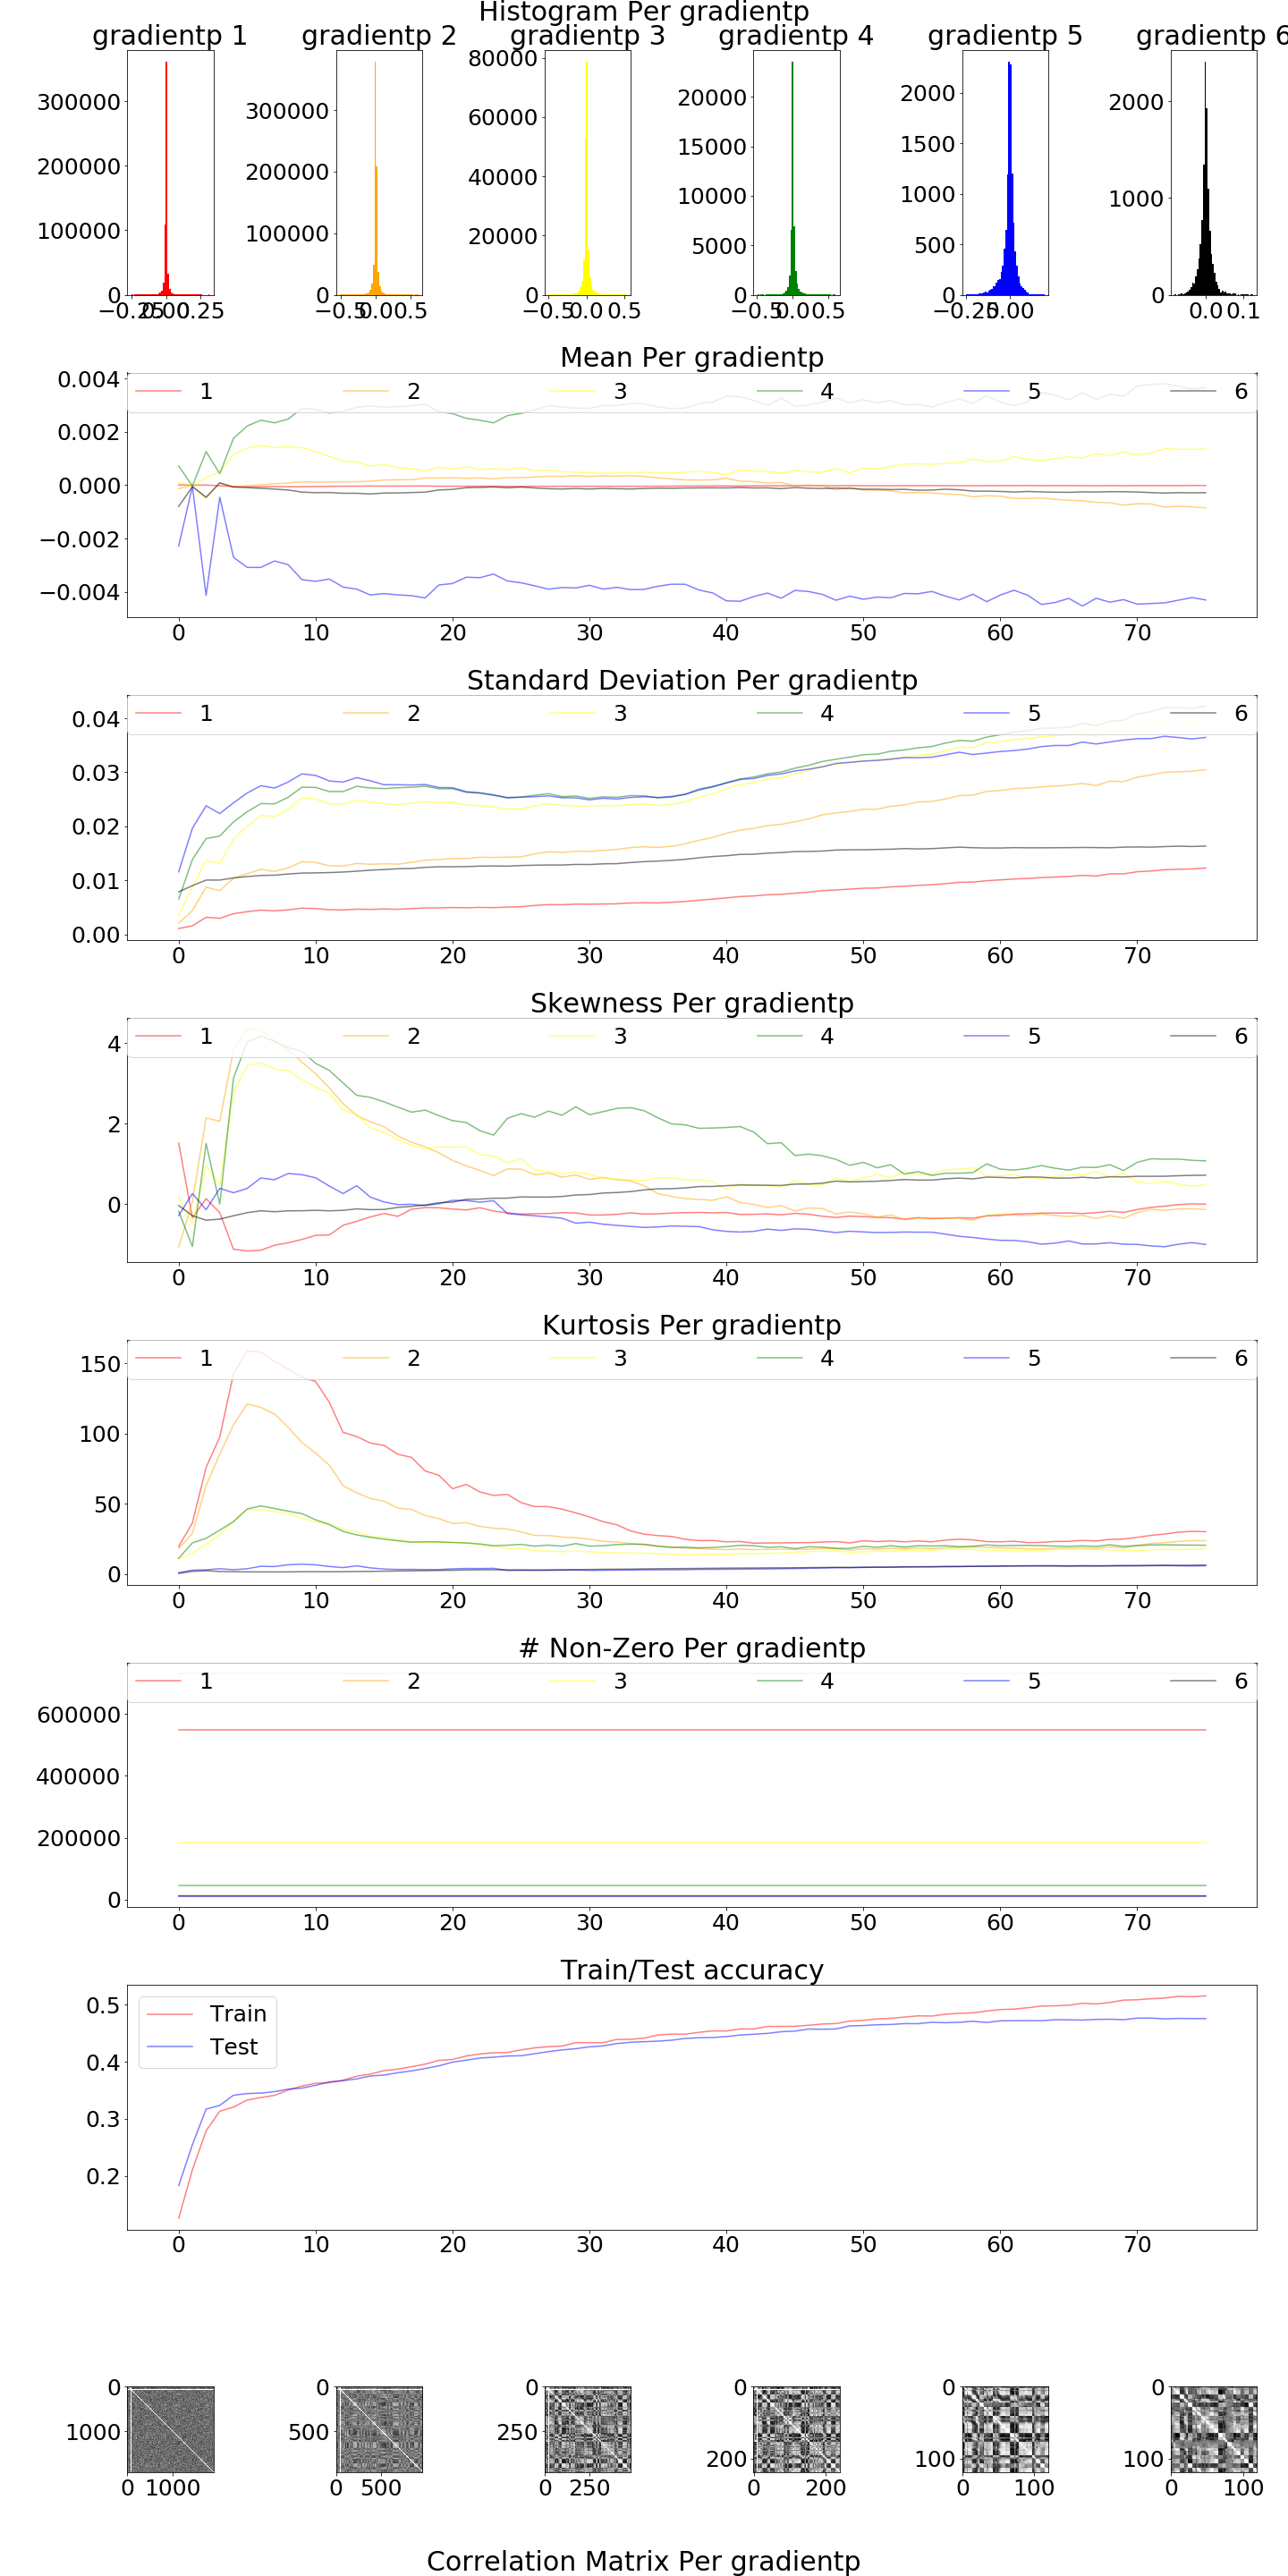 Histogram Per gradientp
gradientp 1 gradientp 2 gradientp 3 gradientp 4 gradientp 5 gradientp 6
300000 200000 100000 0
−0.25 0.00 0.25
300000 200000 100000 0
−0.5 0.0 0.5
80000 60000 40000 20000 0
−0.5 0.0 0.5
20000 15000 10000 5000 0
−0.5 0.0 0.5
2000 1500 1000 500 0
−0.25 0.00
2000 1000 0
0.0 0.1
Mean Per gradientp
1 2 3 4 5 6
0.004
0.002
0.000
−0.002
−0.004
0 10 20 30 40 50 60 70
Standard Deviation Per gradientp
1 2 3 4 5 6
0.04
0.03
0.02
0.01
0.00
0 10 20 30 40 50 60 70
Skewness Per gradientp
1 2 3 4 5 6
4
2
0
0 10 20 30 40 50 60 70
Kurtosis Per gradientp
1 2 3 4 5 6
150
100
50
0
0 10 20 30 40 50 60 70
# Non-Zero Per gradientp
1 2 3 4 5 6
600000
400000
200000
0
0 10 20 30 40 50 60 70
Train/Test accuracy
Train
Test
0.5
0.4
0.3
0.2
0 10 20 30 40 50 60 70
0 1000
0 1000
0 500
0 500
0 250
0 250
0 200
0 200
0 100
0 100
0 100
0 100
Correlation Matrix Per gradientp